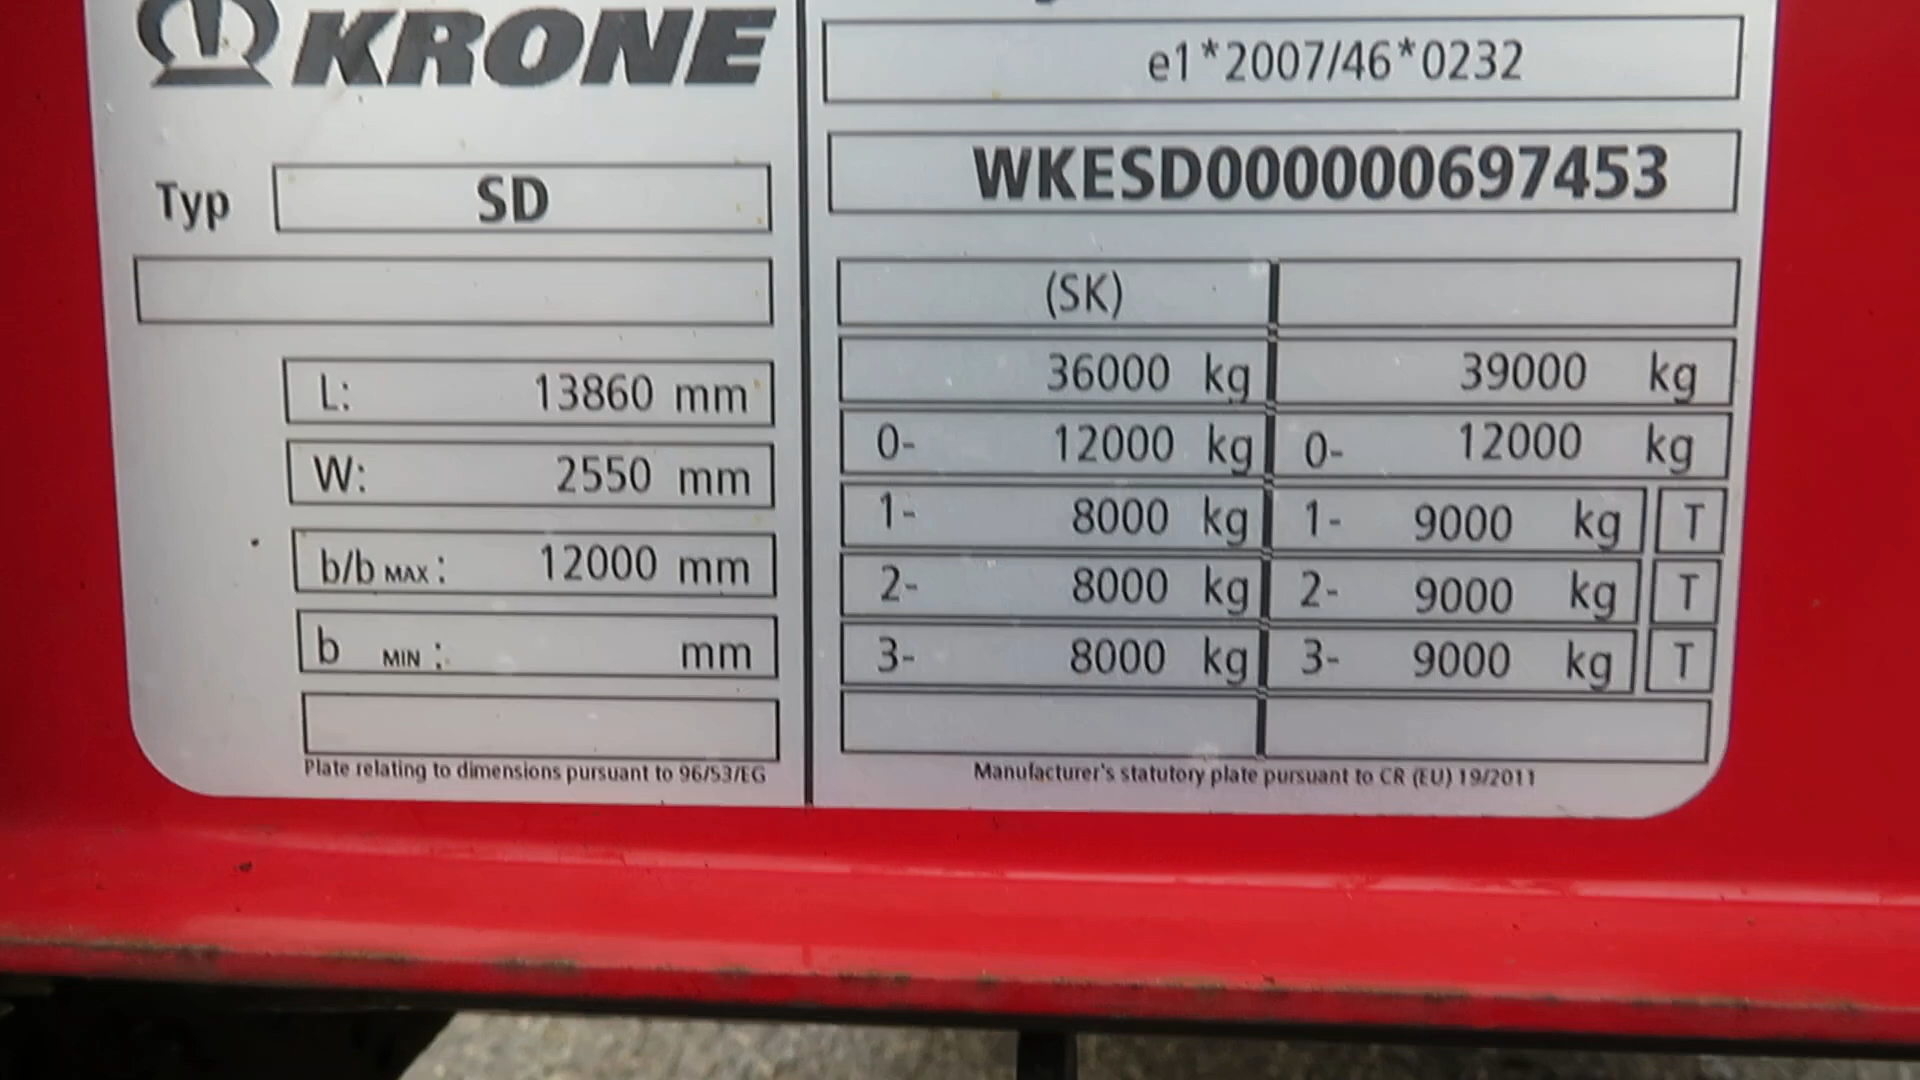 KRONE
Typ SD
L: 13860 mm
W: 2550 mm
b/b MAX: 12000 mm
b MIN: mm
Plate relating to dimensions pursuant to 96/53/EG
e1*2007/46*0232
WKESD000000697453
(SK)
36000 kg 39000 kg
0- 12000 kg 0- 12000 kg
1- 8000 kg 1- 9000 kg T
2- 8000 kg 2- 9000 kg T
3- 8000 kg 3- 9000 kg T
Manufacturer's statutory plate pursuant to CR (EU) 19/2011